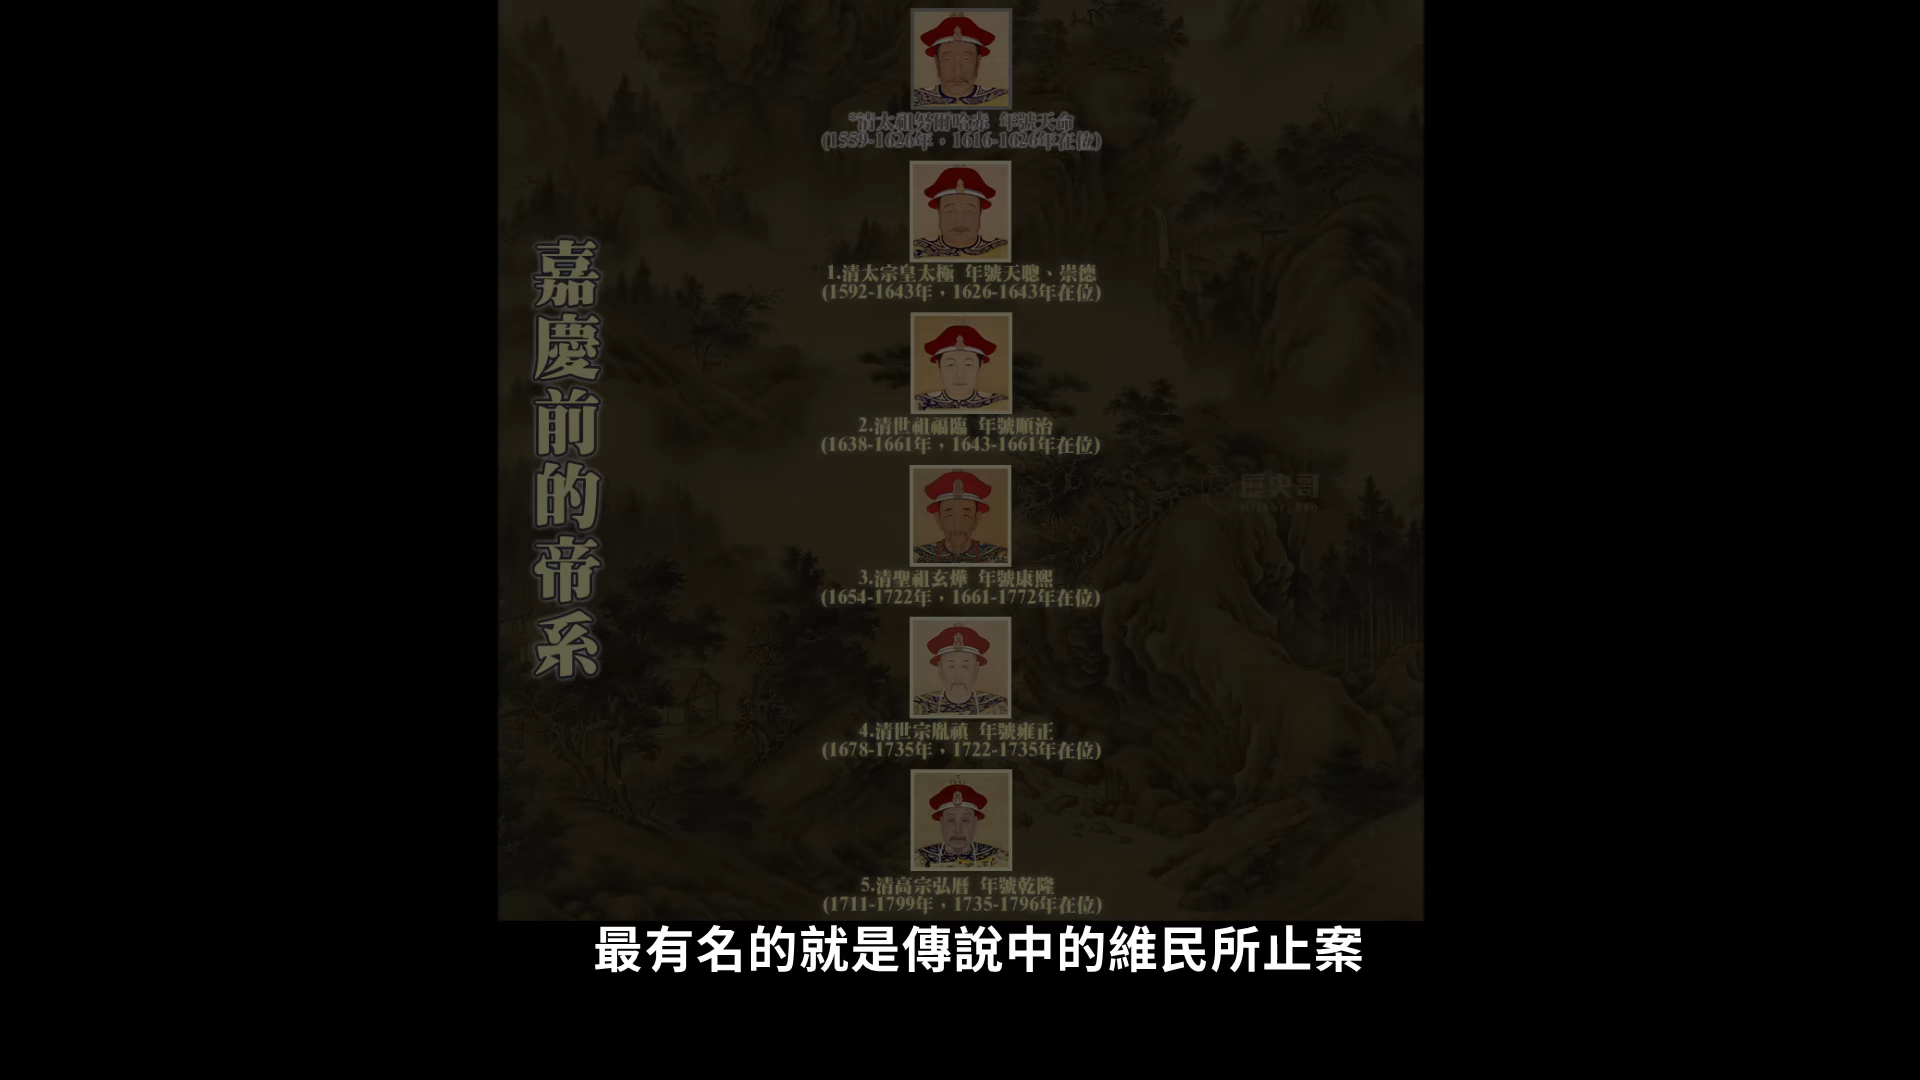 *清太祖努爾哈赤 年號天命
(1559-1626年，1616-1626年在位)
1.清太宗皇太極 年號天聰、崇德
(1592-1643年，1626-1643年在位)
嘉慶前的帝系
2.清世祖福臨 年號順治
(1638-1661年，1643-1661年在位)
歷史哥
3.清聖祖玄燁 年號康熙
(1654-1722年，1661-1772年在位)
4.清世宗胤禛 年號雍正
(1678-1735年，1722-1735年在位)
5.清高宗弘曆 年號乾隆
(1711-1799年，1735-1796年在位)
最有名的就是傳說中的維民所止案